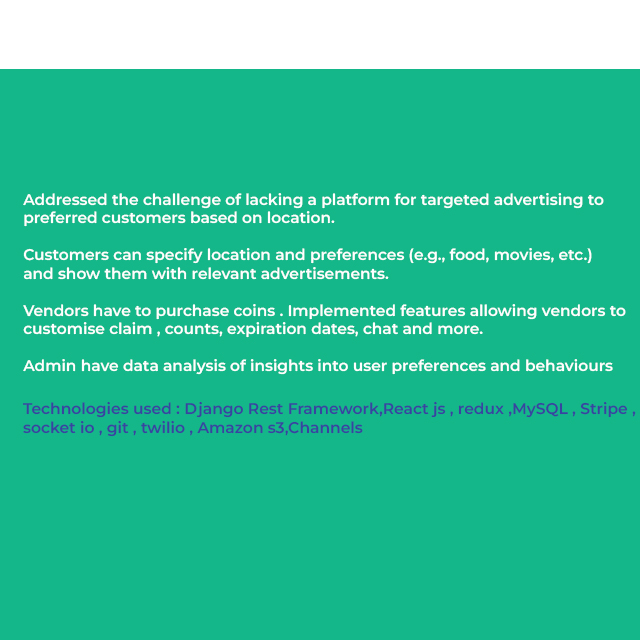 Addressed the challenge of lacking a platform for targeted advertising to
preferred customers based on location.
Customers can specify location and preferences (e.g., food, movies, etc.)
and show them with relevant advertisements.
Vendors have to purchase coins . Implemented features allowing vendors to
customise claim , counts, expiration dates, chat and more.
Admin have data analysis of insights into user preferences and behaviours
Technologies used : Django Rest Framework,React js , redux ,MySQL , Stripe ,
socket io , git , twilio , Amazon s3,Channels